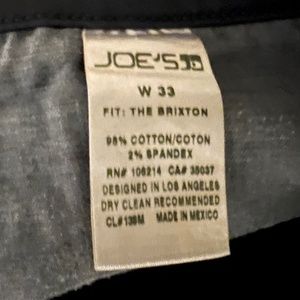 JOE'S
W 33
FIT: THE BRIXTON
98% COTTON/COTON
2% SPANDEX
RN# 106214 CA# 35037
DESIGNED IN LOS ANGELES
DRY CLEAN RECOMMENDED
CL#139M MADE IN MEXICO